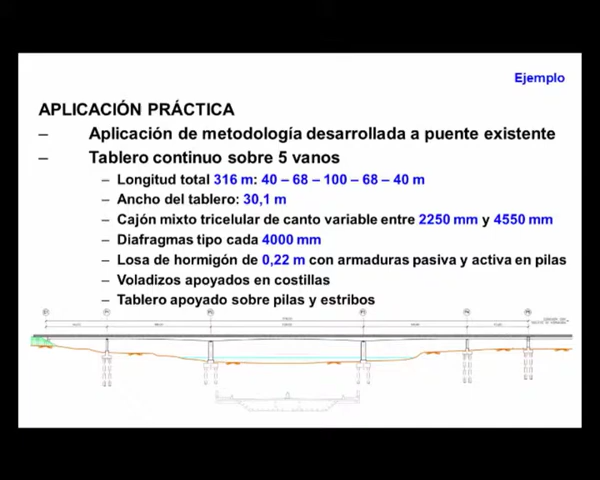 Ejemplo
APLICACIÓN PRÁCTICA
– Aplicación de metodología desarrollada a puente existente
– Tablero continuo sobre 5 vanos
– Longitud total 316 m: 40 – 68 – 100 – 68 – 40 m
– Ancho del tablero: 30,1 m
– Cajón mixto tricelular de canto variable entre 2250 mm y 4550 mm
– Diafragmas tipo cada 4000 mm
– Losa de hormigón de 0,22 m con armaduras pasiva y activa en pilas
– Voladizos apoyados en costillas
– Tablero apoyado sobre pilas y estribos